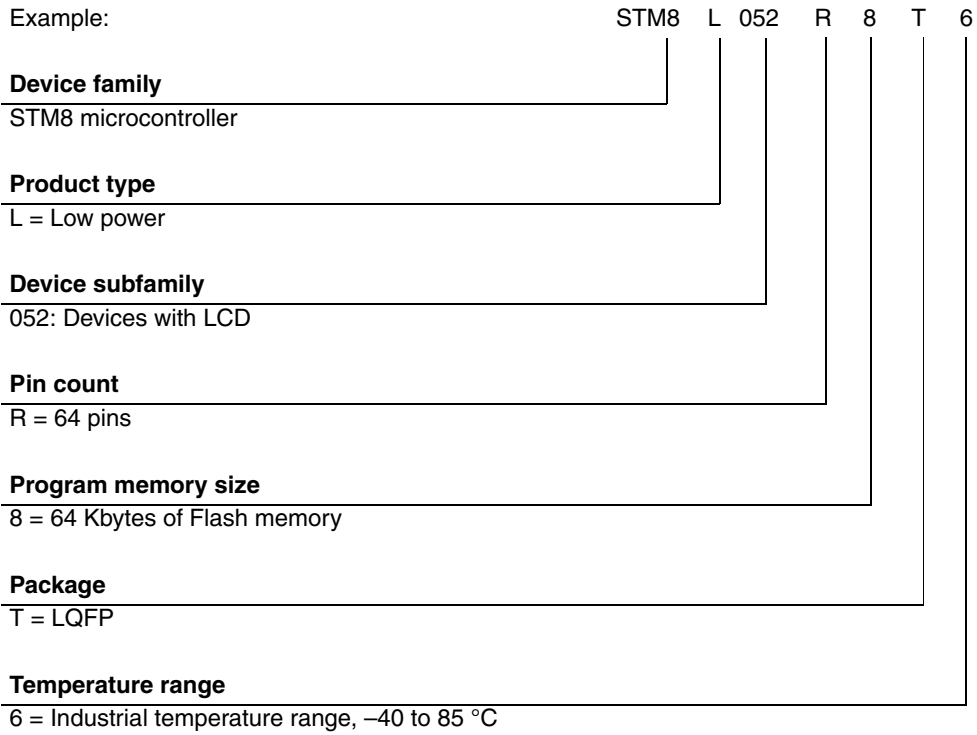 Example: STM8 L 052 R 8 T 6
Device family
STM8 microcontroller
Product type
L = Low power
Device subfamily
052: Devices with LCD
Pin count
R = 64 pins
Program memory size
8 = 64 Kbytes of Flash memory
Package
T = LQFP
Temperature range
6 = Industrial temperature range, –40 to 85 °C